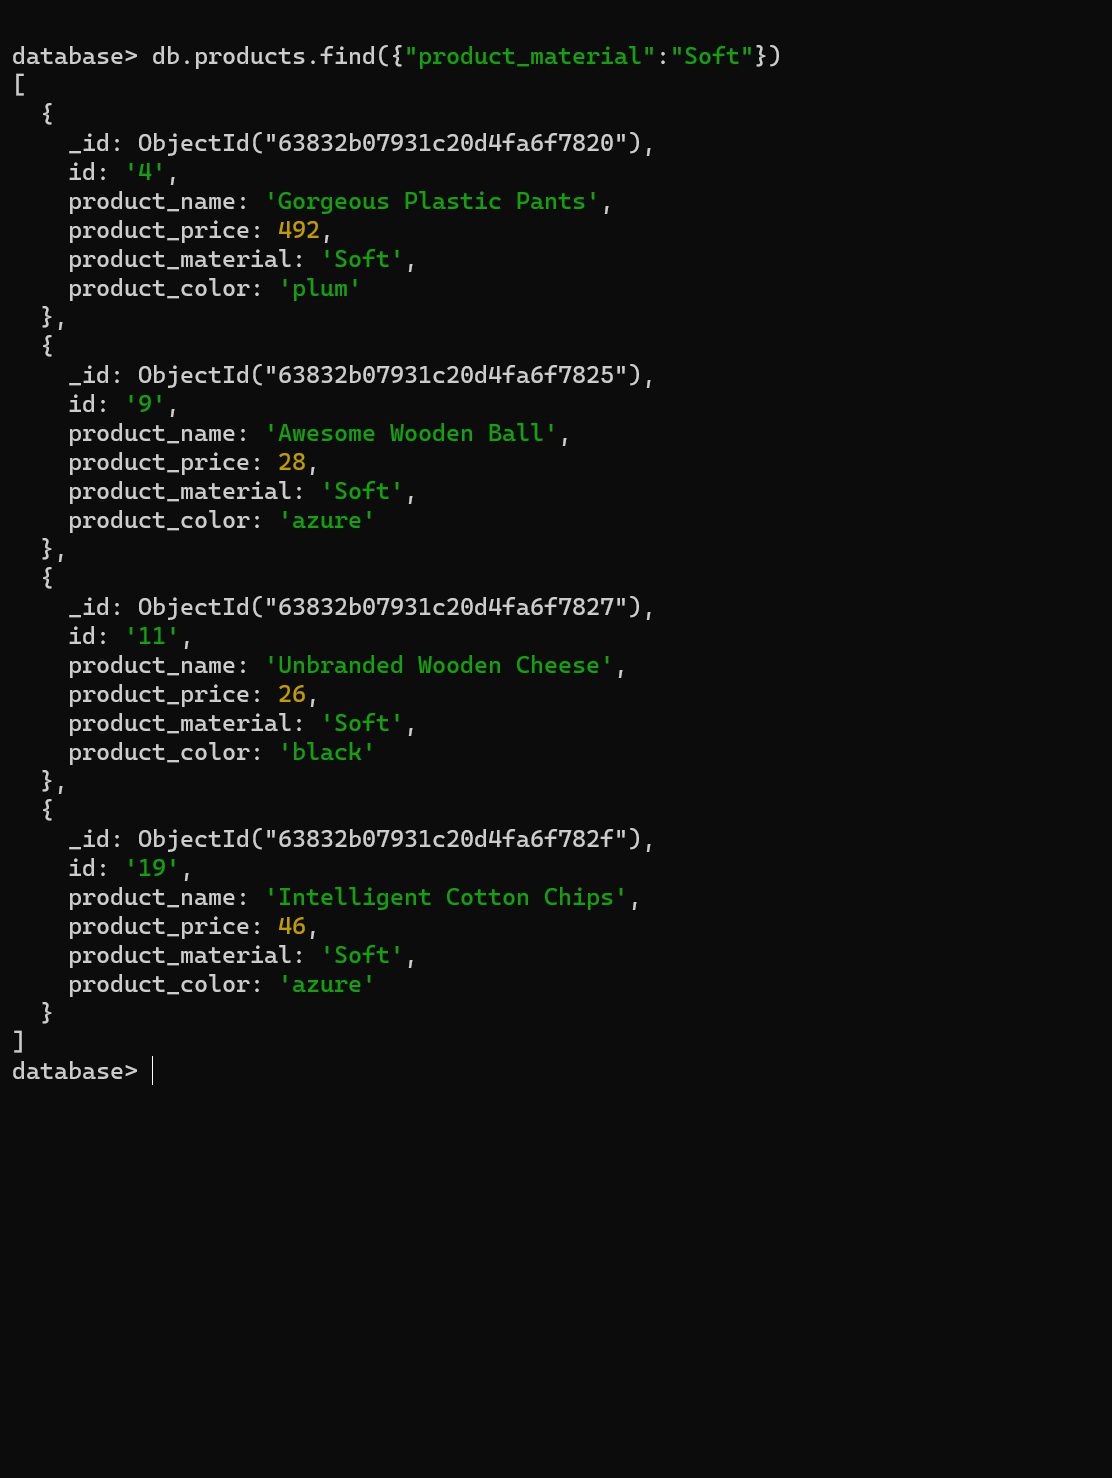 database> db.products.find({"product_material":"Soft"})
[
  {
    _id: ObjectId("63832b07931c20d4fa6f7820"),
    id: '4',
    product_name: 'Gorgeous Plastic Pants',
    product_price: 492,
    product_material: 'Soft',
    product_color: 'plum'
  },
  {
    _id: ObjectId("63832b07931c20d4fa6f7825"),
    id: '9',
    product_name: 'Awesome Wooden Ball',
    product_price: 28,
    product_material: 'Soft',
    product_color: 'azure'
  },
  {
    _id: ObjectId("63832b07931c20d4fa6f7827"),
    id: '11',
    product_name: 'Unbranded Wooden Cheese',
    product_price: 26,
    product_material: 'Soft',
    product_color: 'black'
  },
  {
    _id: ObjectId("63832b07931c20d4fa6f782f"),
    id: '19',
    product_name: 'Intelligent Cotton Chips',
    product_price: 46,
    product_material: 'Soft',
    product_color: 'azure'
  }
]
database>